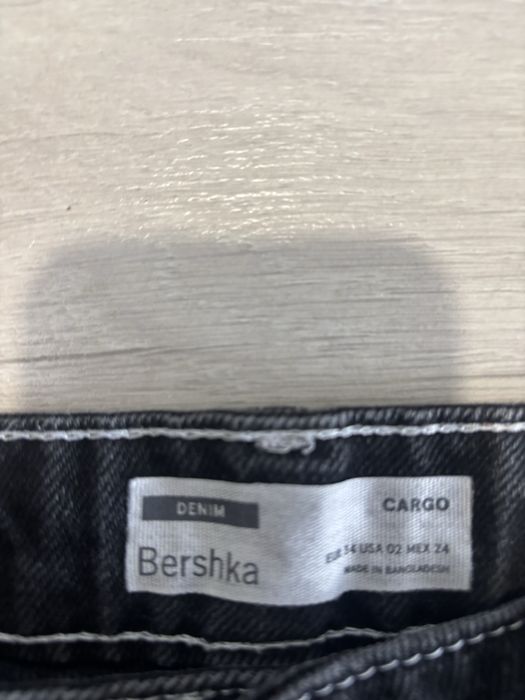 DENIM
CARGO
Bershka
EUR 34 USA 02 MEX 24
MADE IN BANGLADESH